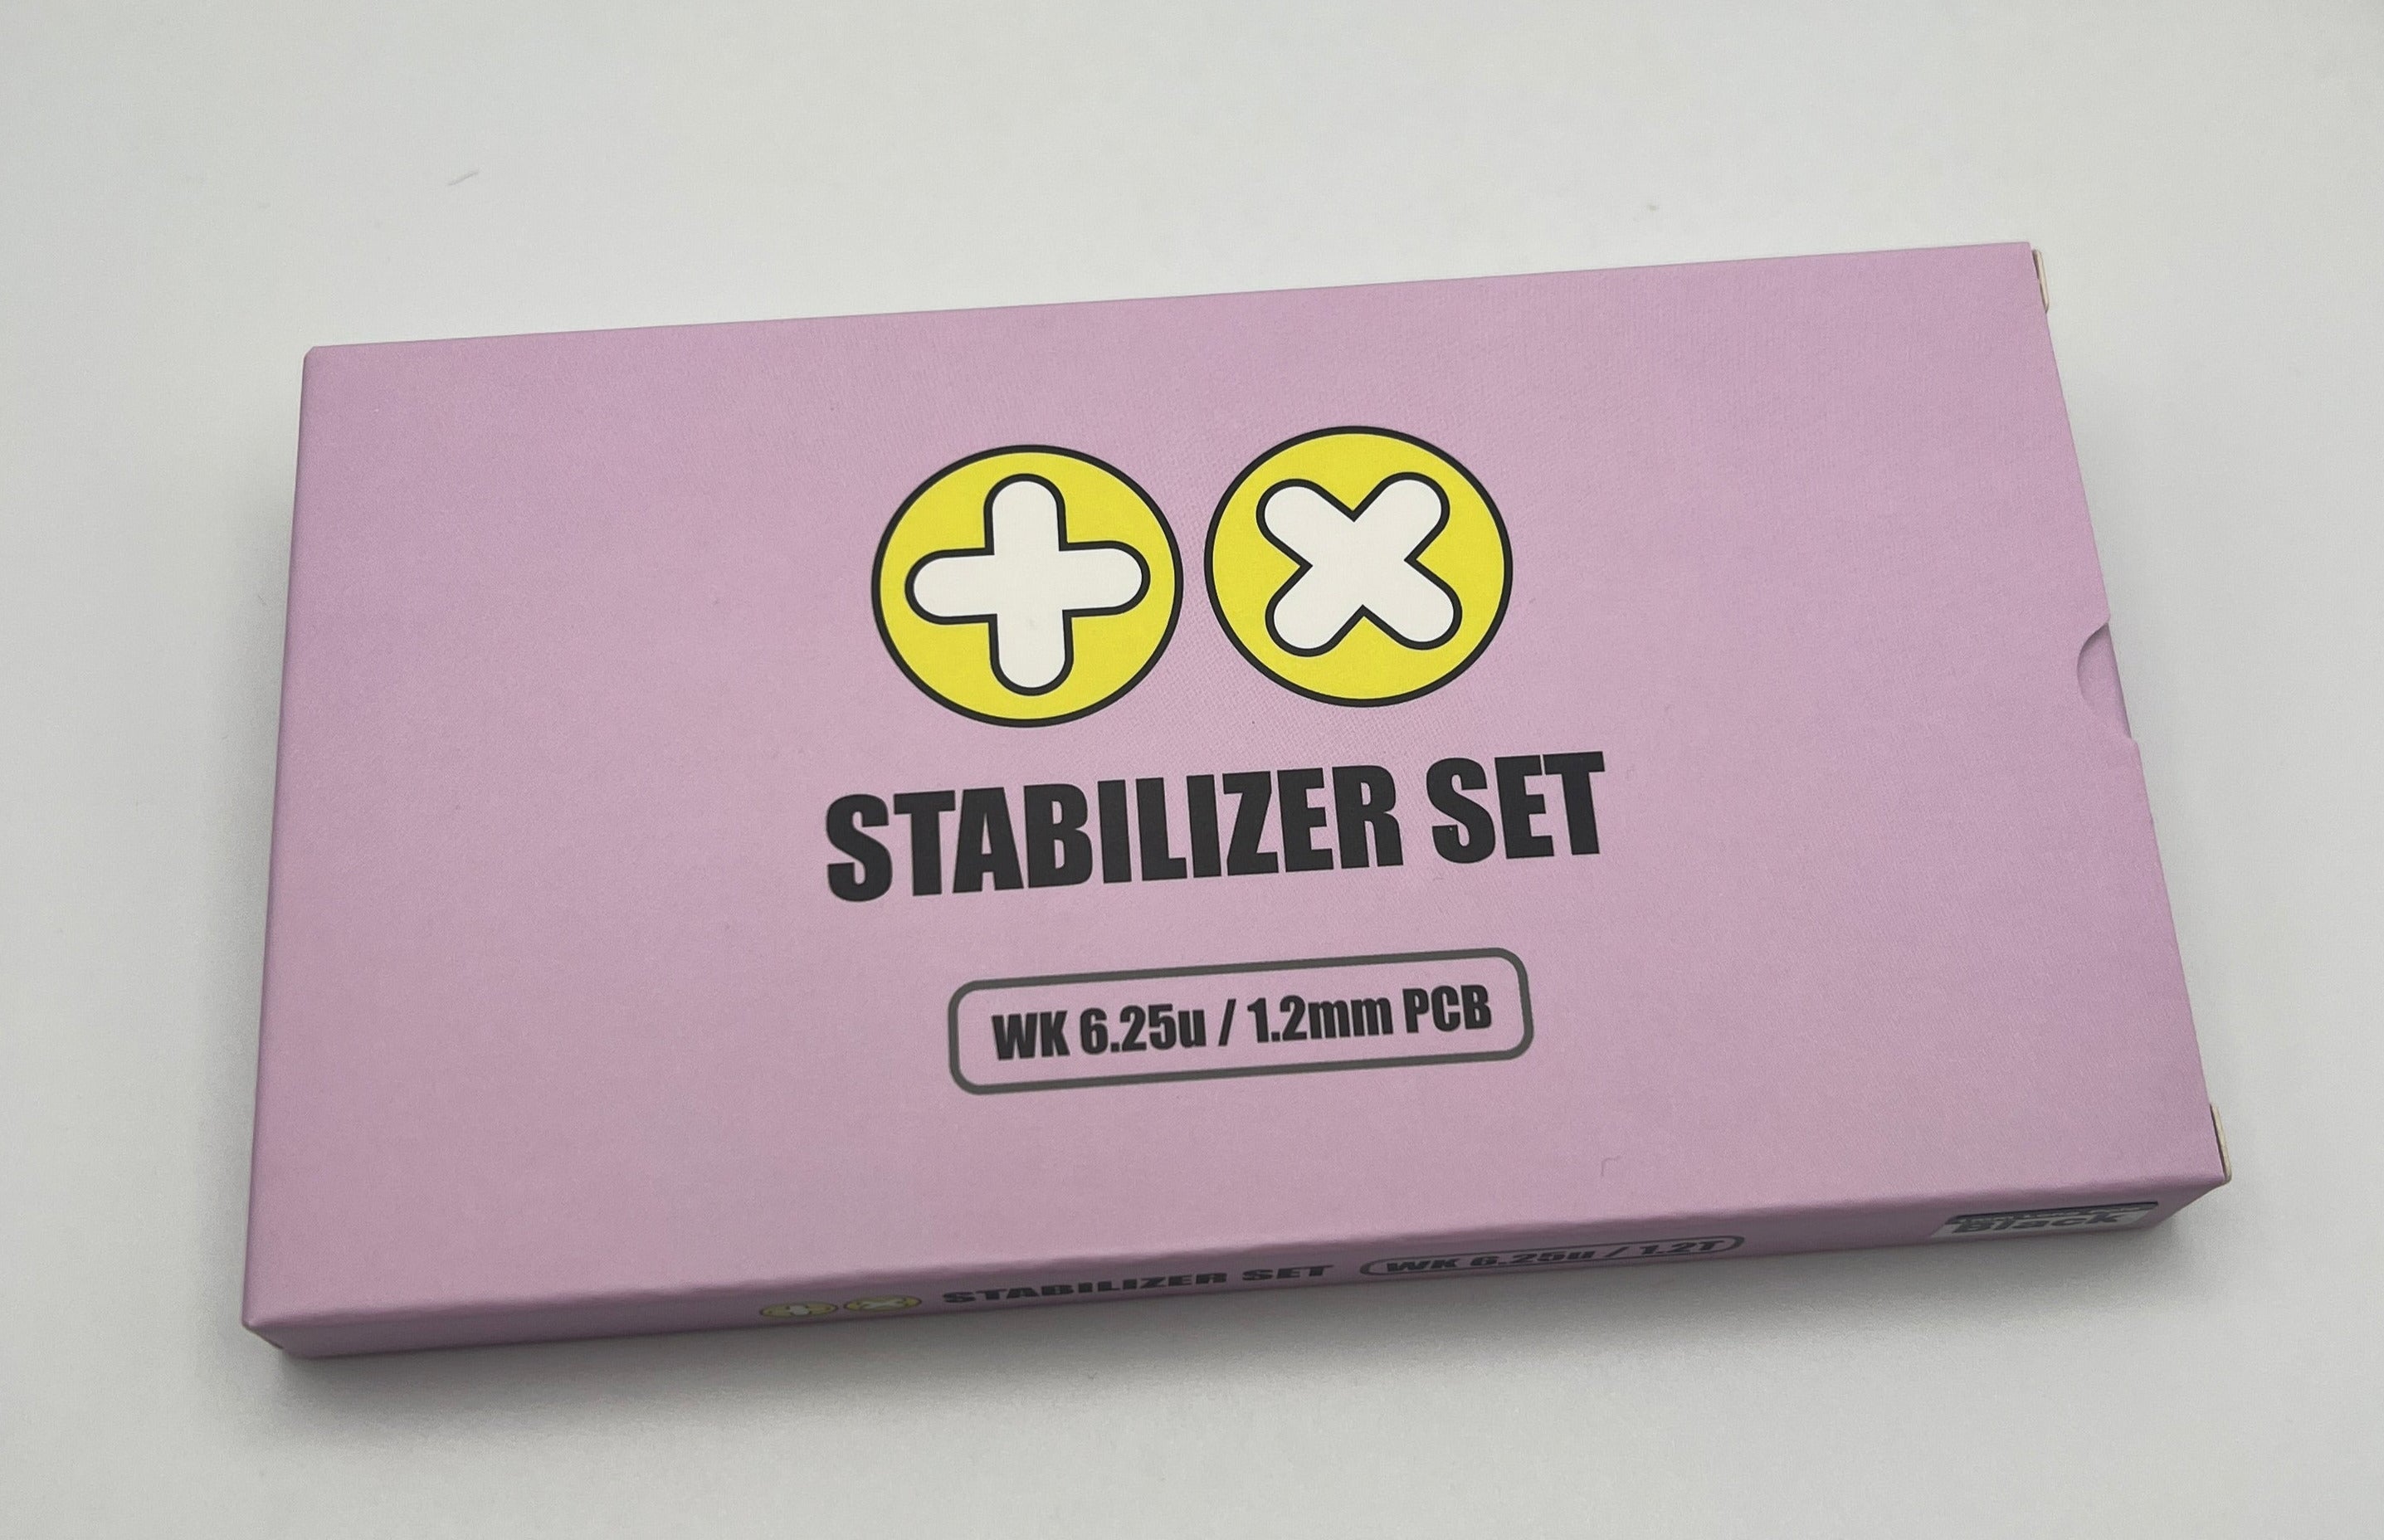 STABILIZER SET
WK 6.25u / 1.2mm PCB
STABILIZER SET WK 6.25u / 1.2T
Black